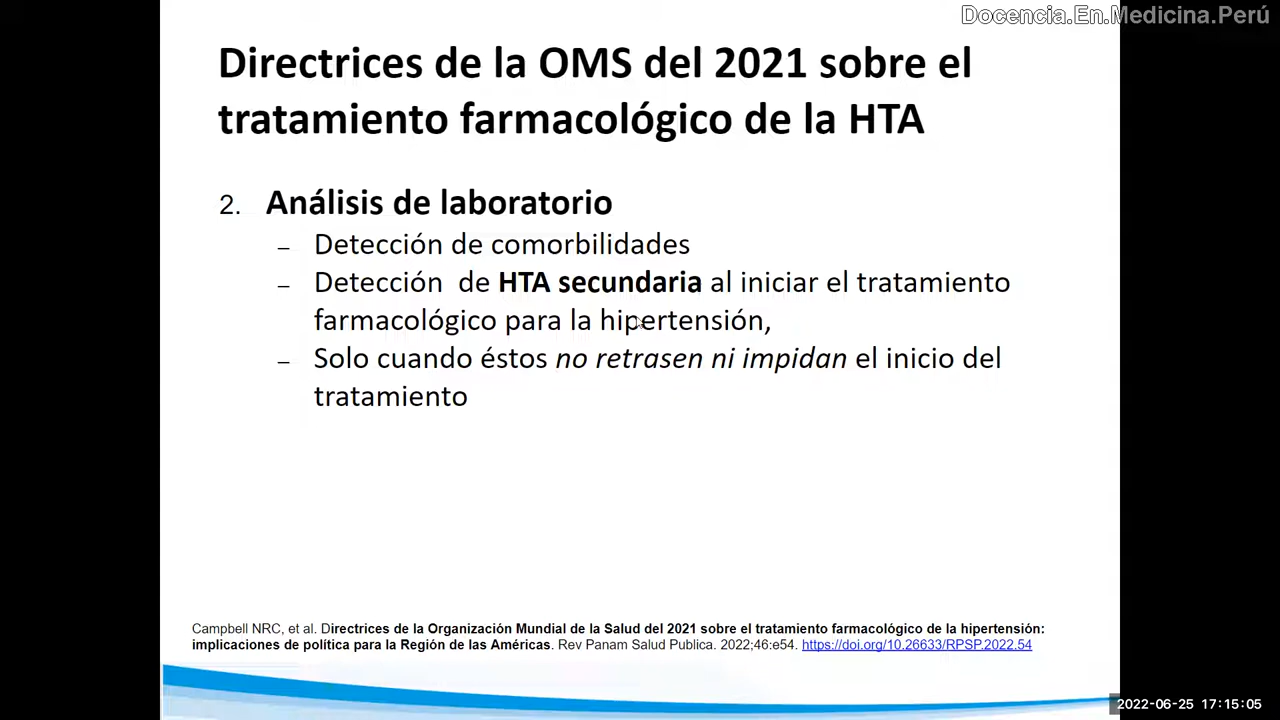 Docencia.En.Medicina.Perú
Directrices de la OMS del 2021 sobre el
tratamiento farmacológico de la HTA
2. Análisis de laboratorio
– Detección de comorbilidades
– Detección de HTA secundaria al iniciar el tratamiento
farmacológico para la hipertensión,
– Solo cuando éstos no retrasen ni impidan el inicio del
tratamiento
Campbell NRC, et al. Directrices de la Organización Mundial de la Salud del 2021 sobre el tratamiento farmacológico de la hipertensión:
implicaciones de política para la Región de las Américas. Rev Panam Salud Publica. 2022;46:e54. https://doi.org/10.26633/RPSP.2022.54
2022-06-25 17:15:05